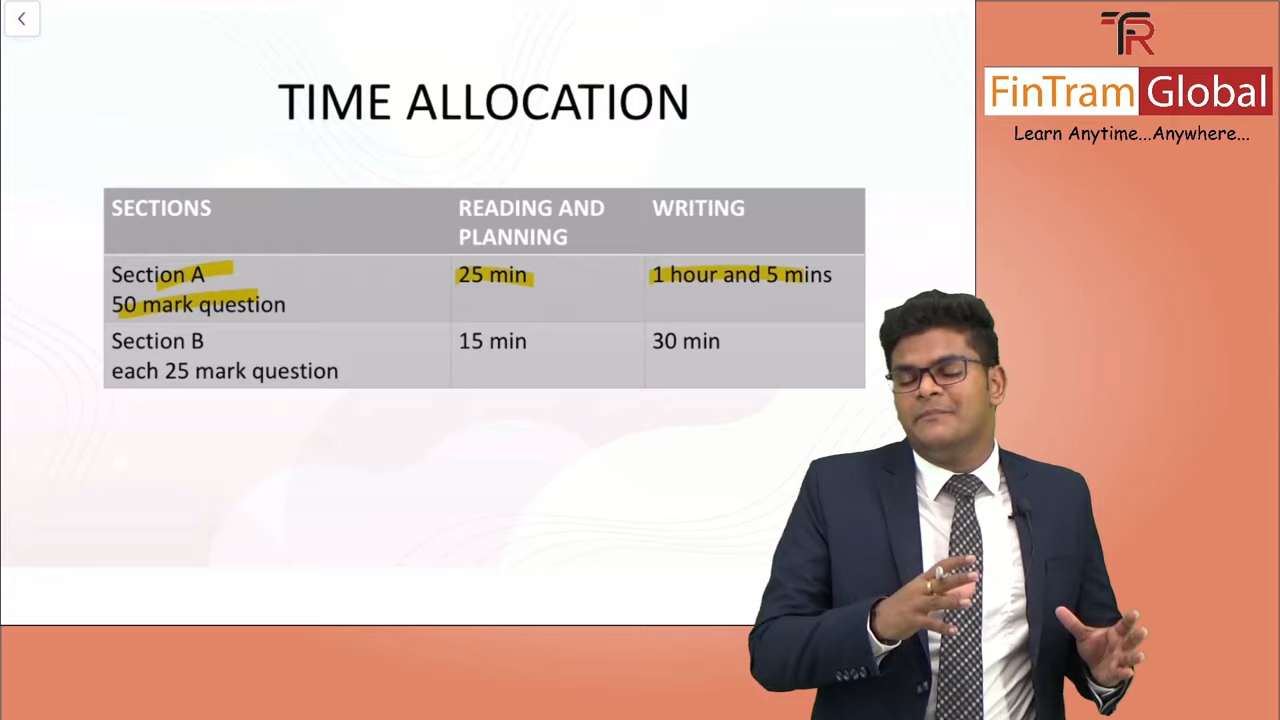 TIME ALLOCATION
SECTIONS
READING AND
PLANNING
WRITING
Section A
50 mark question
25 min
1 hour and 5 mins
Section B
each 25 mark question
15 min
30 min
FR
FinTram Global
Learn Anytime...Anywhere...